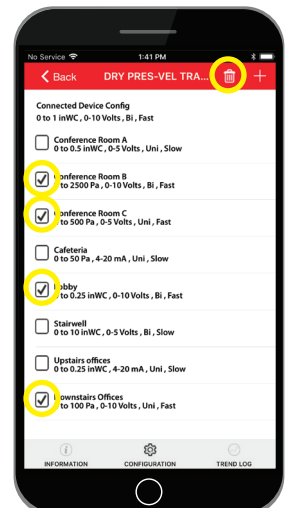 No Service 1:41 PM
Back DRY PRES-VEL TRA...
Connected Device Config
0 to 1 inWC , 0-10 Volts , Bi , Fast
Conference Room A
0 to 0.5 inWC , 0-5 Volts , Uni , Slow
Conference Room B
to 2500 Pa , 0-10 Volts , Bi , Fast
Conference Room C
to 500 Pa , 0-5 Volts , Uni , Fast
Cafeteria
0 to 50 Pa , 4-20 mA , Uni , Slow
Lobby
to 0.25 inWC , 0-10 Volts , Bi , Fast
Stairwell
0 to 10 inWC , 0-5 Volts , Bi , Slow
Upstairs offices
0 to 0.25 inWC , 4-20 mA , Uni , Slow
Downstairs Offices
to 100 Pa , 0-10 Volts , Uni , Fast
INFORMATION CONFIGURATION TREND LOG